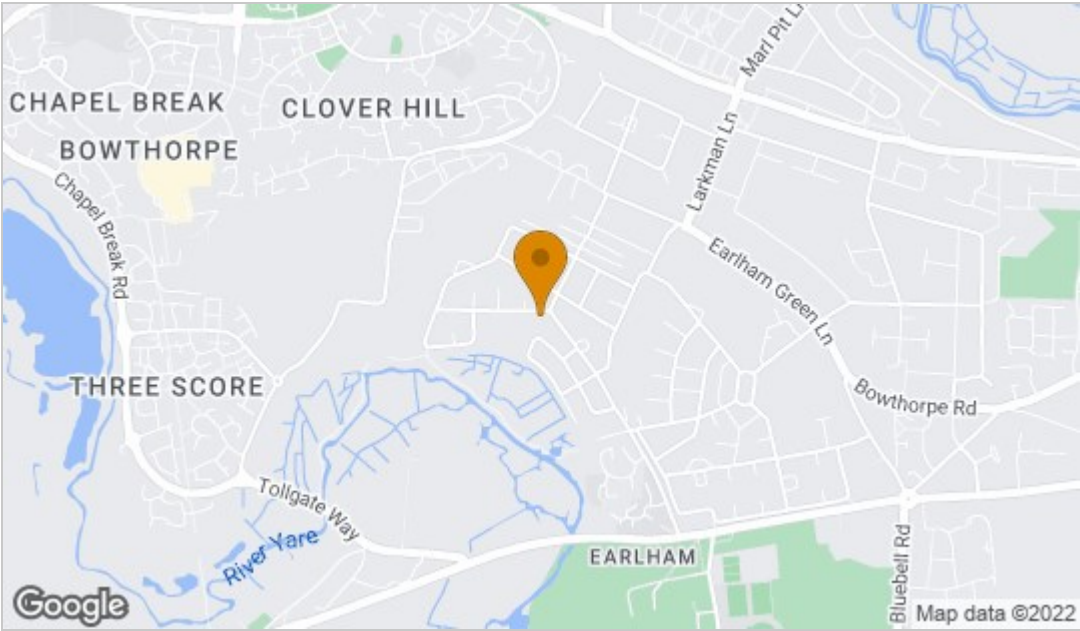 Marl Pit Ln
CHAPEL BREAK
CLOVER HILL
BOWTHORPE
Larkman Ln
Chapel Break Rd
Earlham Green Ln
THREE SCORE
Bowthorpe Rd
Tollgate Way
River Yare
EARLHAM
Bluebell Rd
Google
Map data ©2022